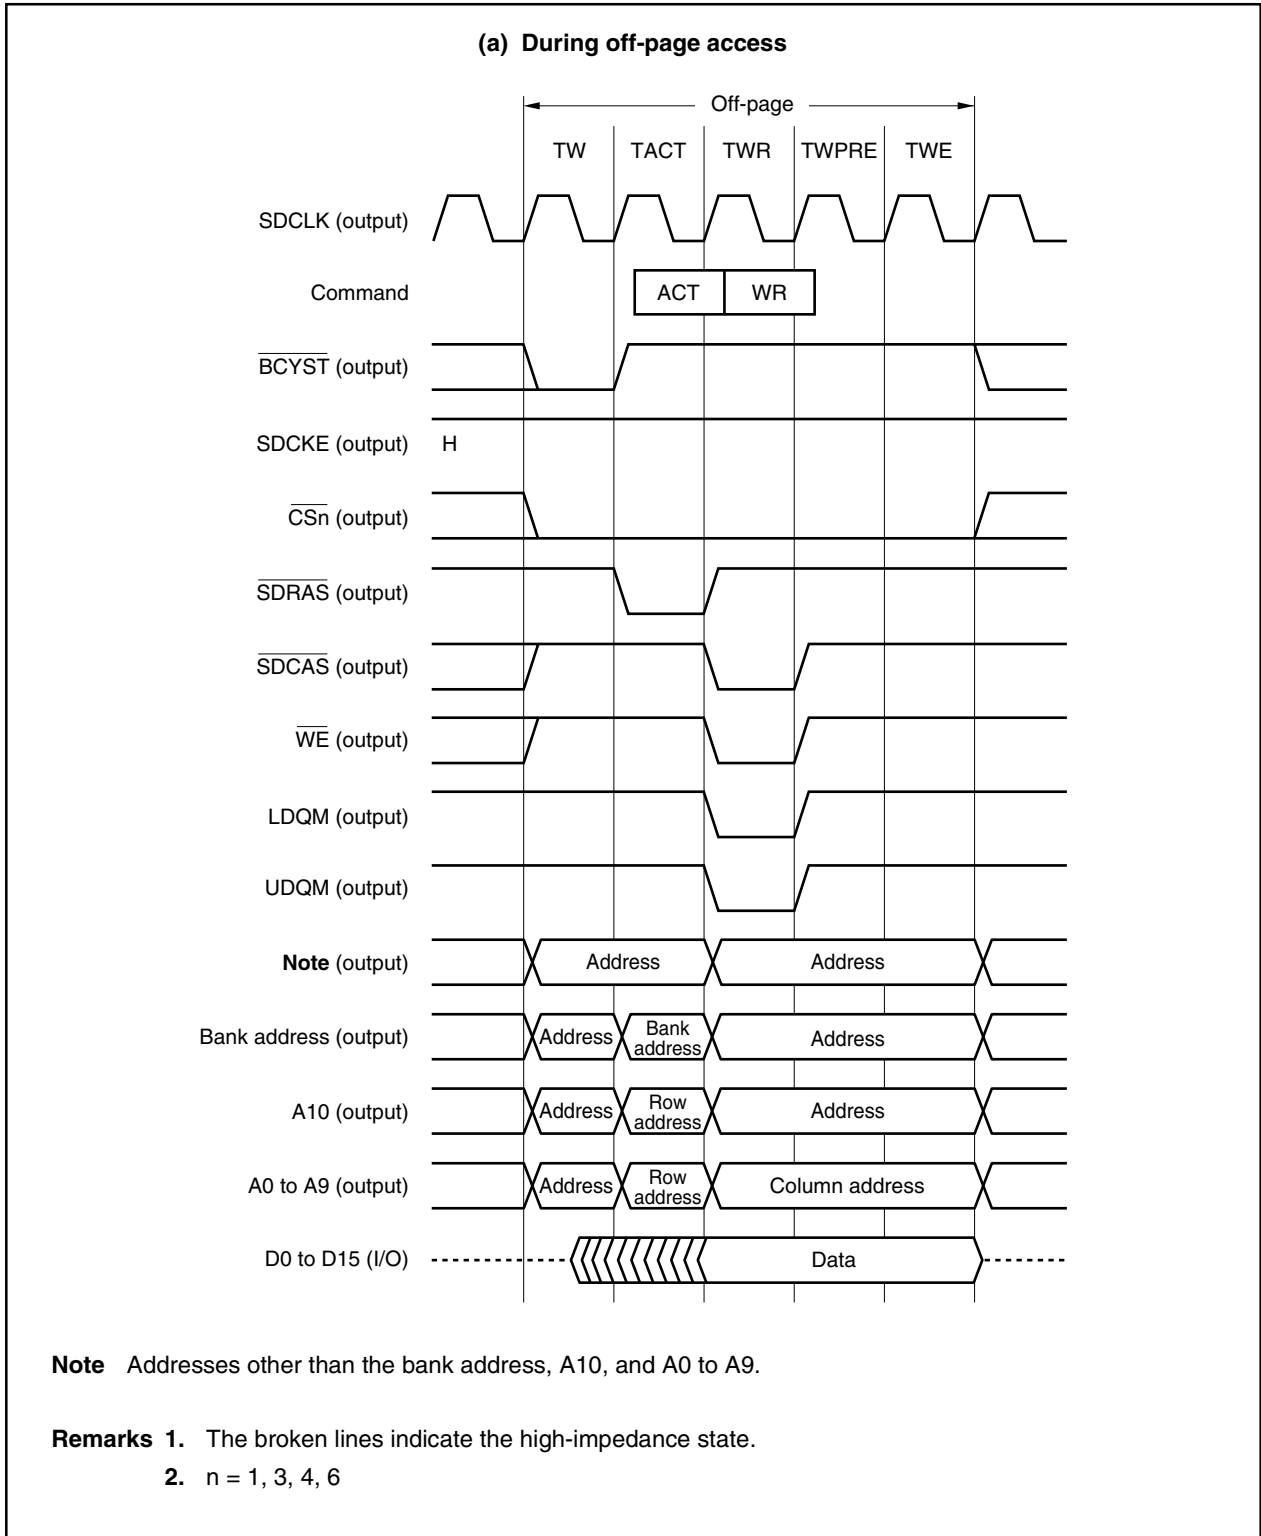 (a) During off-page access
Off-page
TW TACT TWR TWPRE TWE
SDCLK (output)
Command ACT WR
BCYST (output)
SDCKE (output) H
CSn (output)
SDRAS (output)
SDCAS (output)
WE (output)
LDQM (output)
UDQM (output)
Note (output) Address Address
Bank address (output) Address Bank address Address
A10 (output) Address Row address Address
A0 to A9 (output) Address Row address Column address
D0 to D15 (I/O) Data
Note Addresses other than the bank address, A10, and A0 to A9.
Remarks 1. The broken lines indicate the high-impedance state.
2. n = 1, 3, 4, 6